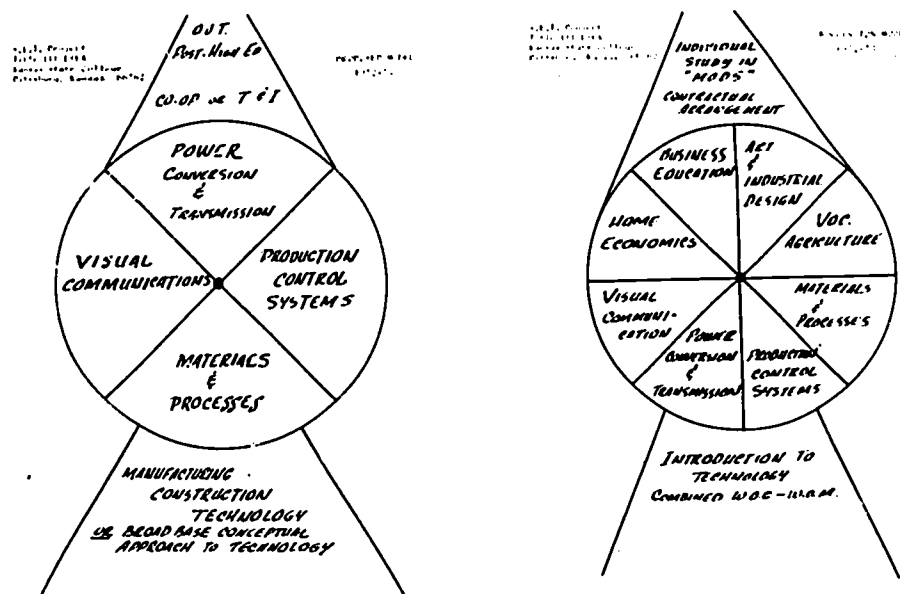 O.J.T.
POST-HIGH ED
CO-OP OR T & I
POWER
CONVERSION
&
TRANSMISSION
VISUAL
COMMUNICATIONS
PRODUCTION
CONTROL
SYSTEMS
MATERIALS
&
PROCESSES
MANUFACTURING
CONSTRUCTION
TECHNOLOGY
OR BROAD BASE CONCEPTUAL
APPROACH TO TECHNOLOGY
INDIVIDUAL
STUDY IN
"MODS"
CONTRACTUAL
ARRANGEMENT
BUSINESS
EDUCATION
ART
&
INDUSTRIAL
DESIGN
HOME
ECONOMICS
VOC.
AGRICULTURE
VISUAL
COMMUNI-
CATION
MATERIALS
&
PROCESSES
POWER
CONVERSION
&
TRANSMISSION
PRODUCTION
CONTROL
SYSTEMS
INTRODUCTION TO
TECHNOLOGY
COMBINED